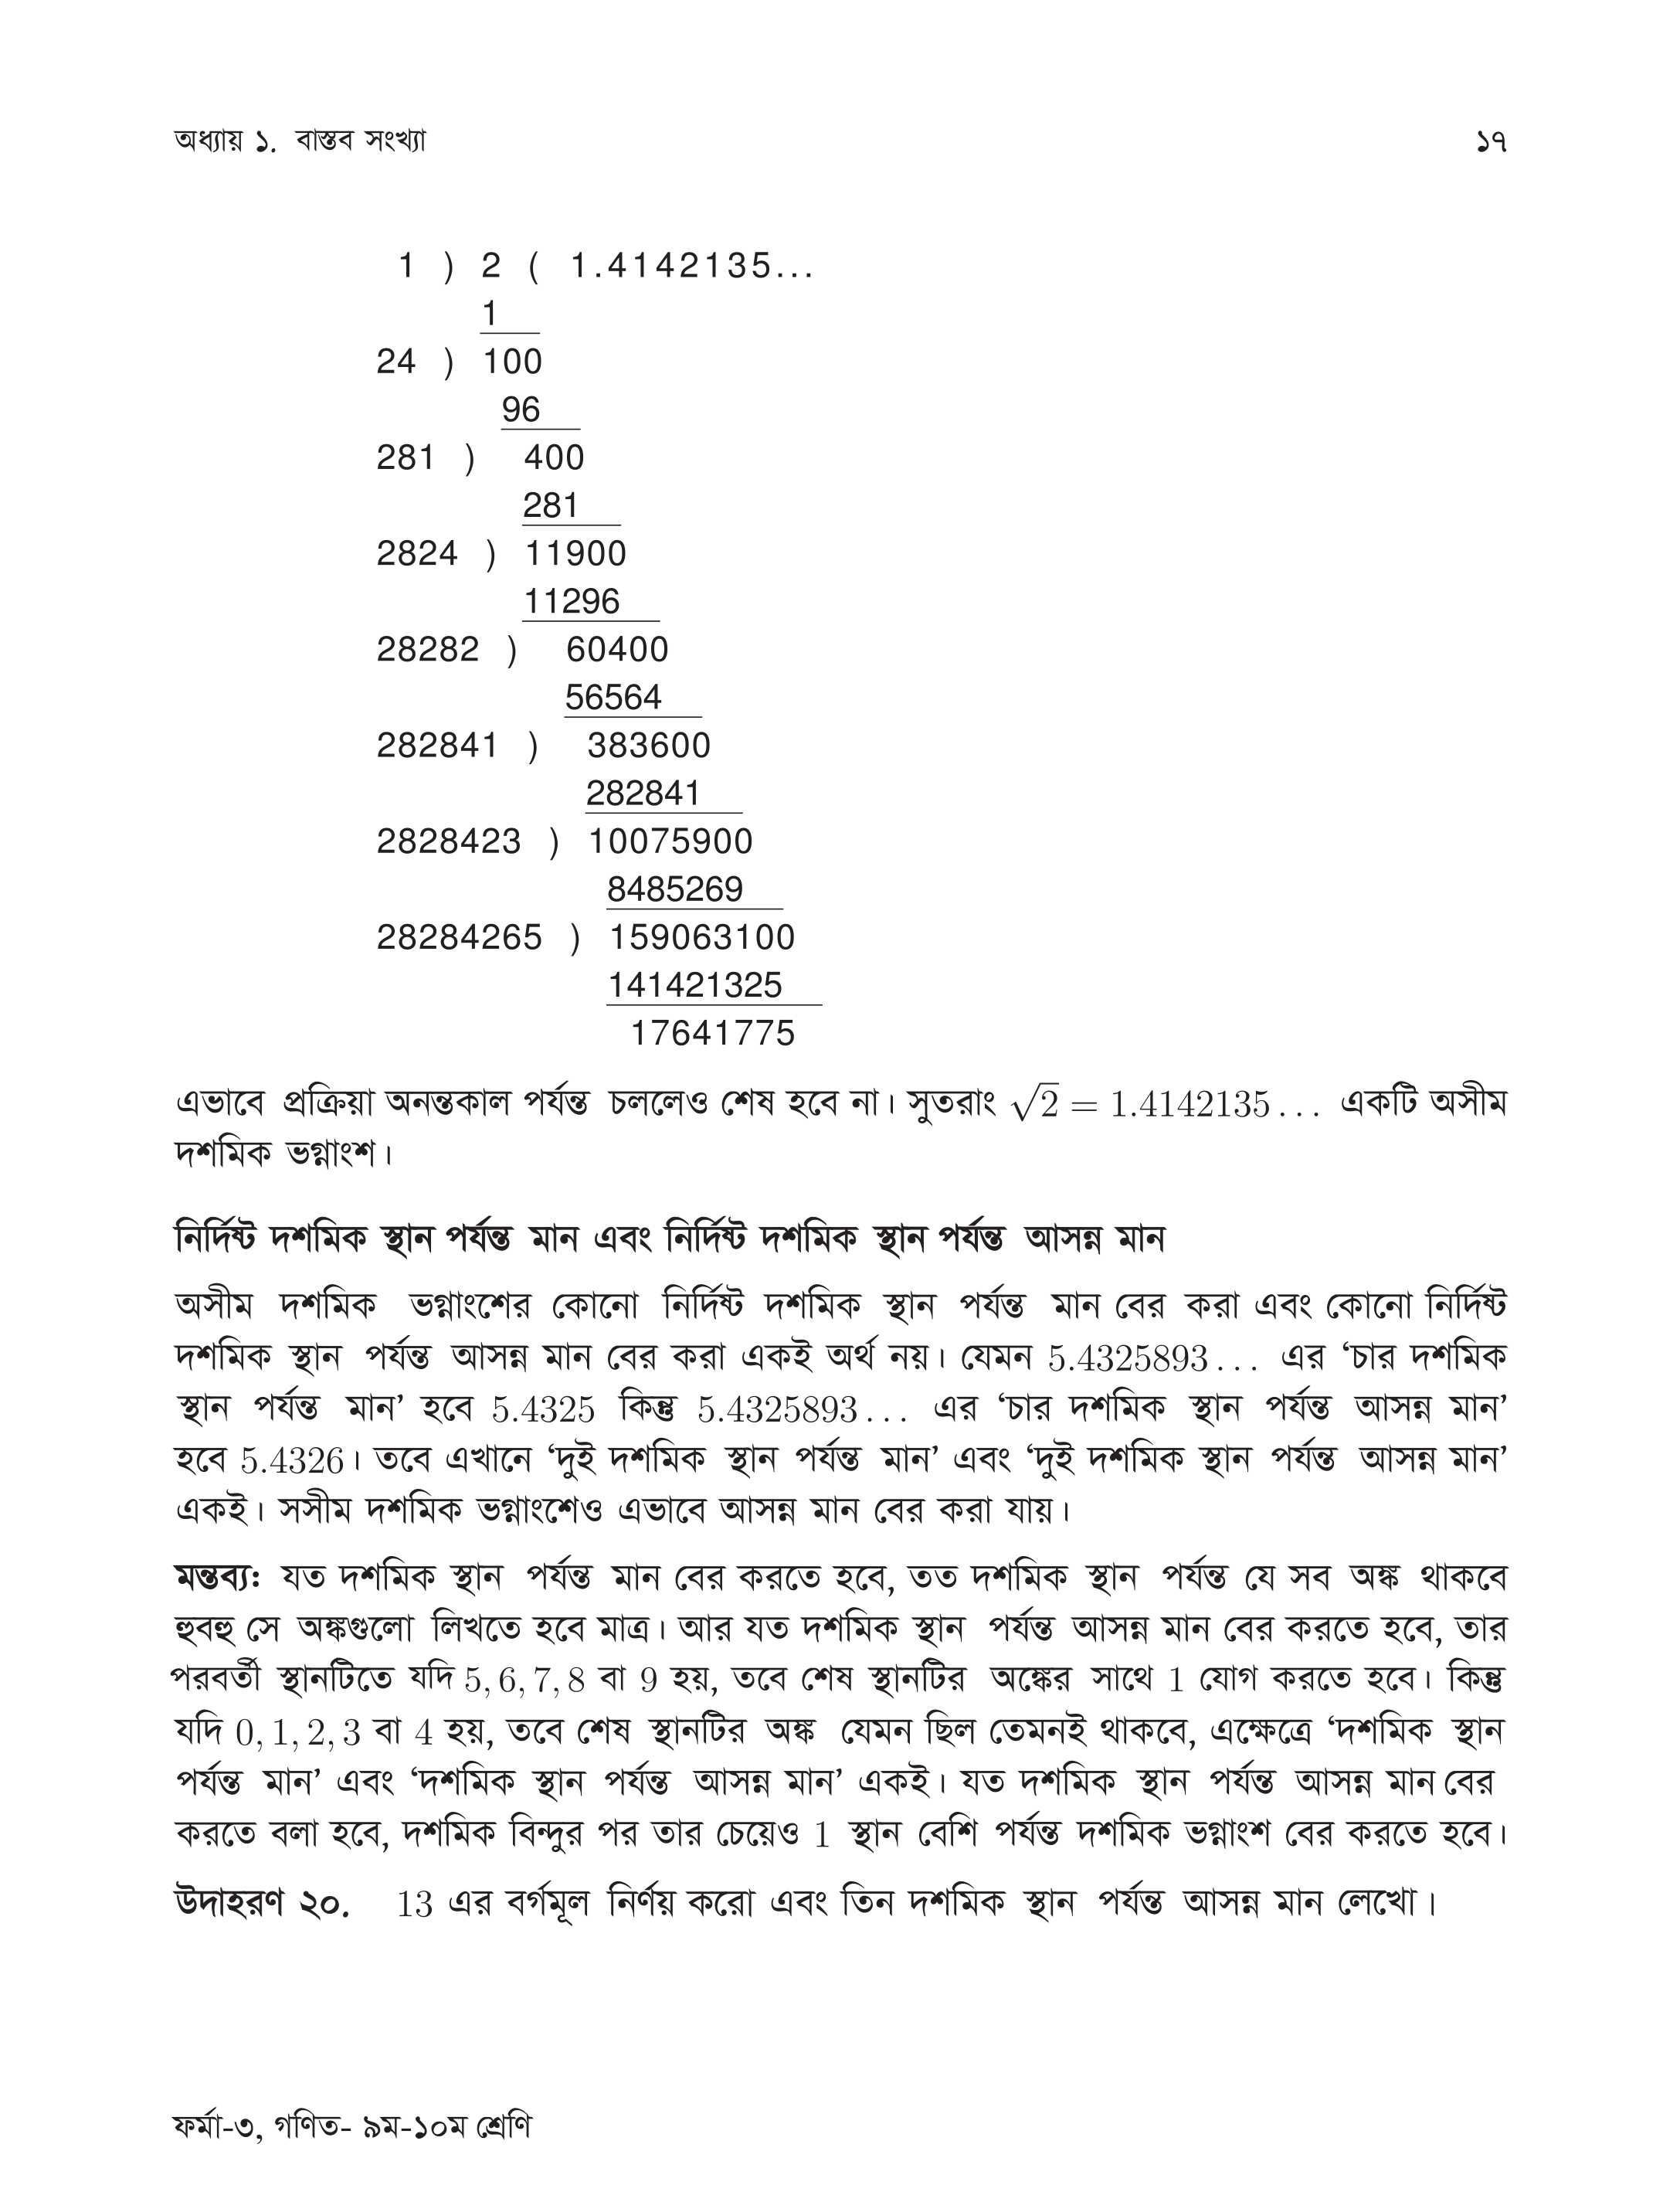 অধ্যায় ১. বাস্তব সংখ্যা ১৭
1 ) 2 ( 1.4142135...
1
24 ) 100
96
281 ) 400
281
2824 ) 11900
11296
28282 ) 60400
56564
282841 ) 383600
282841
2828423 ) 10075900
8485269
28284265 ) 159063100
141421325
17641775
এভাবে প্রক্রিয়া অনন্তকাল পর্যন্ত চললেও শেষ হবে না। সুতরাং √2 = 1.4142135... একটি অসীম
দশমিক ভগ্নাংশ।
নির্দিষ্ট দশমিক স্থান পর্যন্ত মান এবং নির্দিষ্ট দশমিক স্থান পর্যন্ত আসন্ন মান
অসীম দশমিক ভগ্নাংশের কোনো নির্দিষ্ট দশমিক স্থান পর্যন্ত মান বের করা এবং কোনো নির্দিষ্ট
দশমিক স্থান পর্যন্ত আসন্ন মান বের করা একই অর্থ নয়। যেমন 5.4325893... এর ‘চার দশমিক
স্থান পর্যন্ত মান’ হবে 5.4325 কিন্তু 5.4325893... এর ‘চার দশমিক স্থান পর্যন্ত আসন্ন মান’
হবে 5.4326। তবে এখানে ‘দুই দশমিক স্থান পর্যন্ত মান’ এবং ‘দুই দশমিক স্থান পর্যন্ত আসন্ন মান’
একই। সসীম দশমিক ভগ্নাংশেও এভাবে আসন্ন মান বের করা যায়।
মন্তব্য: যত দশমিক স্থান পর্যন্ত মান বের করতে হবে, তত দশমিক স্থান পর্যন্ত যে সব অঙ্ক থাকবে
হুবহু সে অঙ্কগুলো লিখতে হবে মাত্র। আর যত দশমিক স্থান পর্যন্ত আসন্ন মান বের করতে হবে, তার
পরবর্তী স্থানটিতে যদি 5, 6, 7, 8 বা 9 হয়, তবে শেষ স্থানটির অঙ্কের সাথে 1 যোগ করতে হবে। কিন্তু
যদি 0, 1, 2, 3 বা 4 হয়, তবে শেষ স্থানটির অঙ্ক যেমন ছিল তেমনই থাকবে, এক্ষেত্রে ‘দশমিক স্থান
পর্যন্ত মান’ এবং ‘দশমিক স্থান পর্যন্ত আসন্ন মান’ একই। যত দশমিক স্থান পর্যন্ত আসন্ন মান বের
করতে বলা হবে, দশমিক বিন্দুর পর তার চেয়েও 1 স্থান বেশি পর্যন্ত দশমিক ভগ্নাংশ বের করতে হবে।
উদাহরণ ২০. 13 এর বর্গমূল নির্ণয় করো এবং তিন দশমিক স্থান পর্যন্ত আসন্ন মান লেখো।
ফর্মা-৩, গণিত- ৯ম-১০ম শ্রেণি